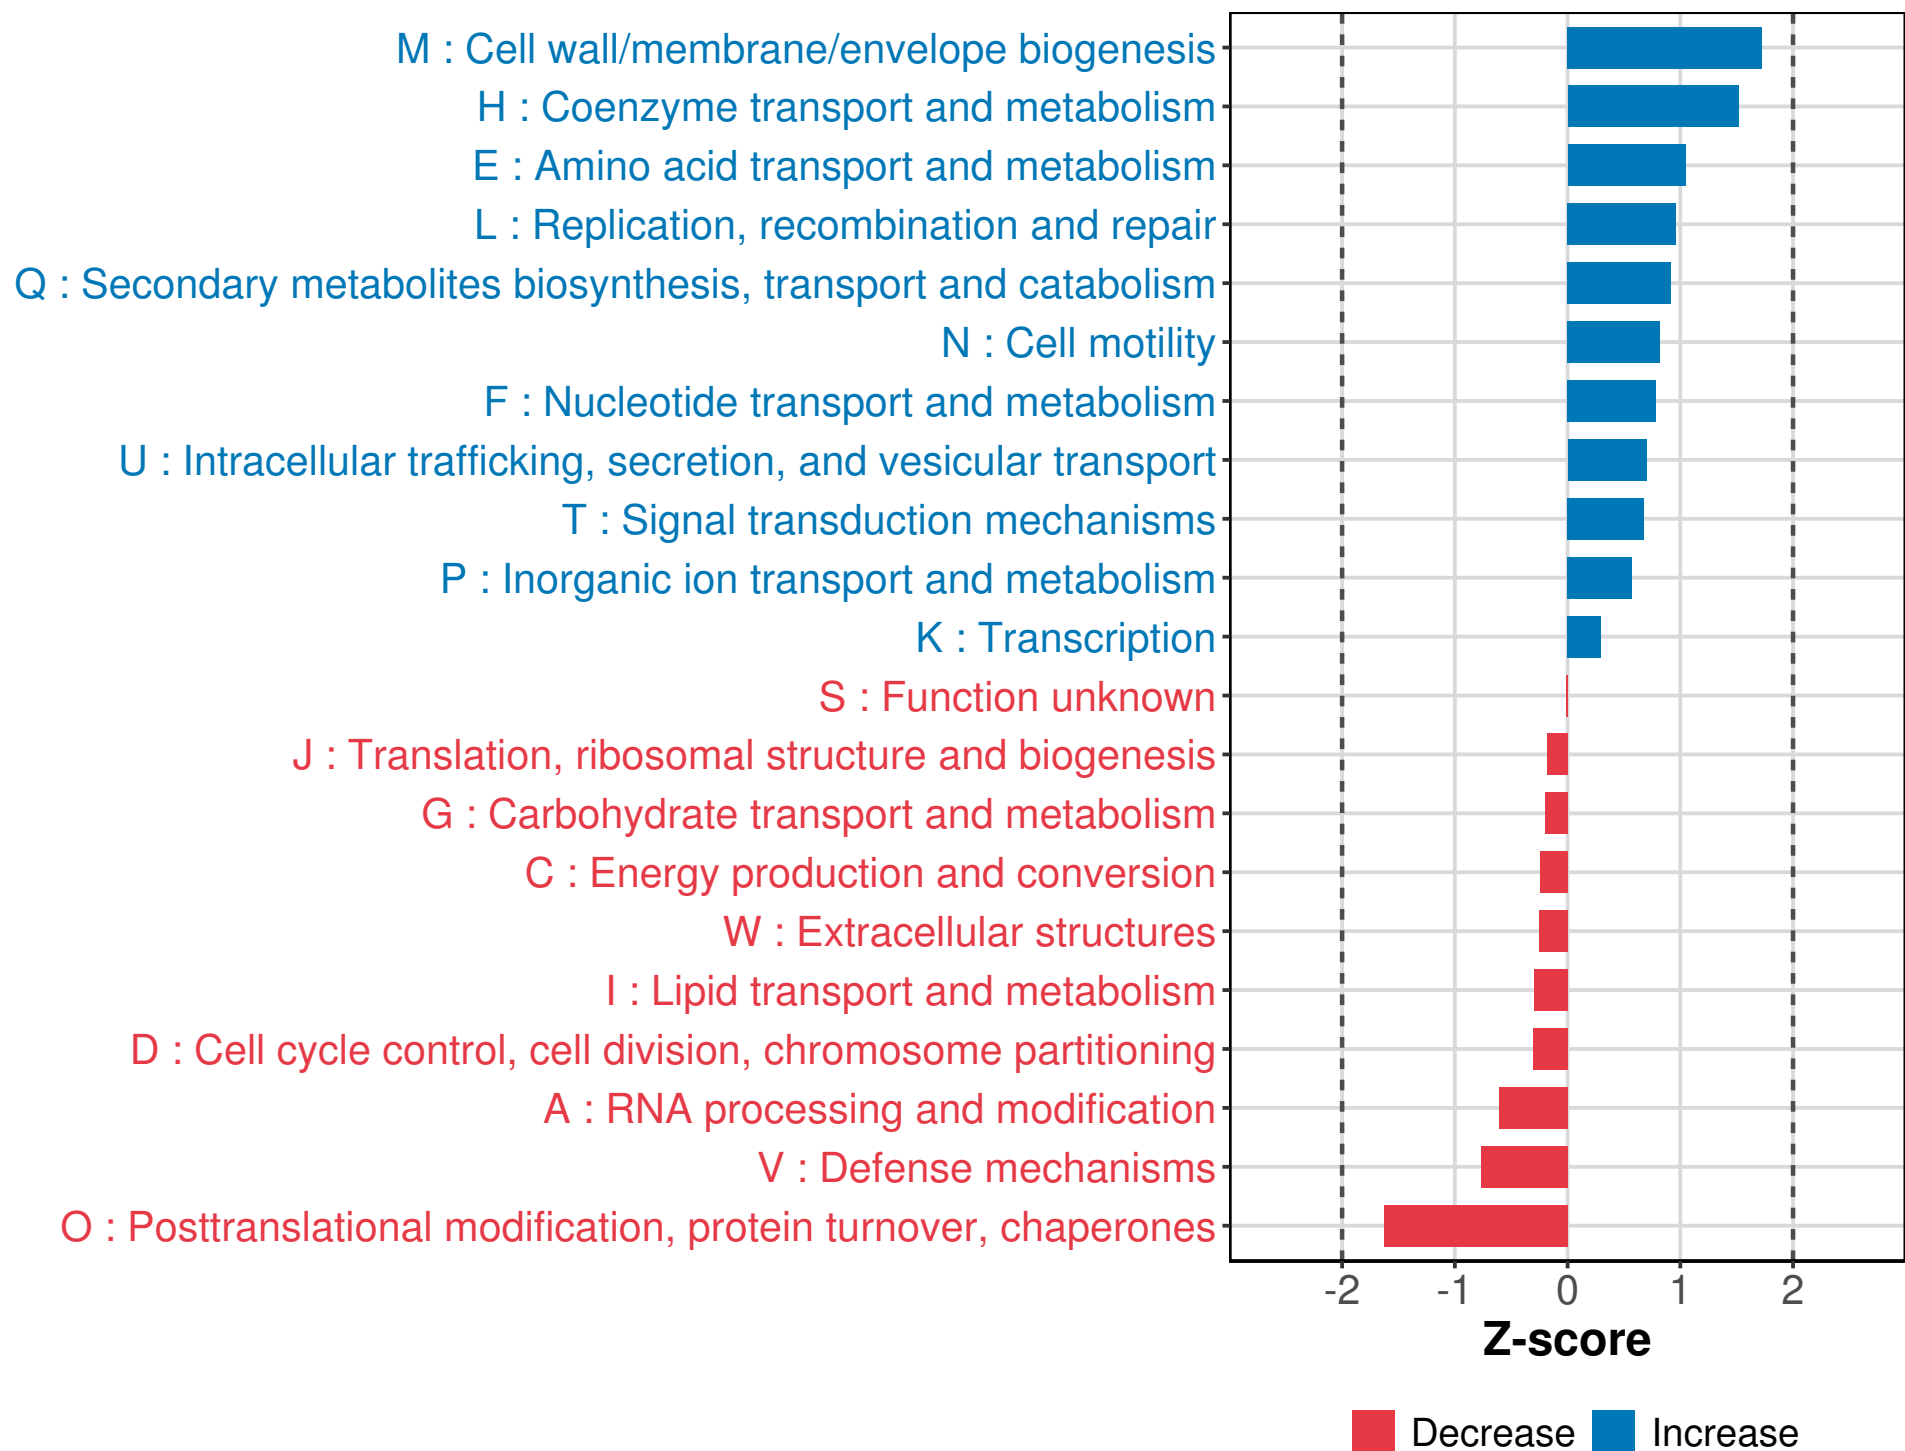 M : Cell wall/membrane/envelope biogenesis
H : Coenzyme transport and metabolism
E : Amino acid transport and metabolism
L : Replication, recombination and repair
Q : Secondary metabolites biosynthesis, transport and catabolism
N : Cell motility
F : Nucleotide transport and metabolism
U : Intracellular trafficking, secretion, and vesicular transport
T : Signal transduction mechanisms
P : Inorganic ion transport and metabolism
K : Transcription
S : Function unknown
J : Translation, ribosomal structure and biogenesis
G : Carbohydrate transport and metabolism
C : Energy production and conversion
W : Extracellular structures
I : Lipid transport and metabolism
D : Cell cycle control, cell division, chromosome partitioning
A : RNA processing and modification
V : Defense mechanisms
O : Posttranslational modification, protein turnover, chaperones
-2 -1 0 1 2
Z-score
Decrease Increase